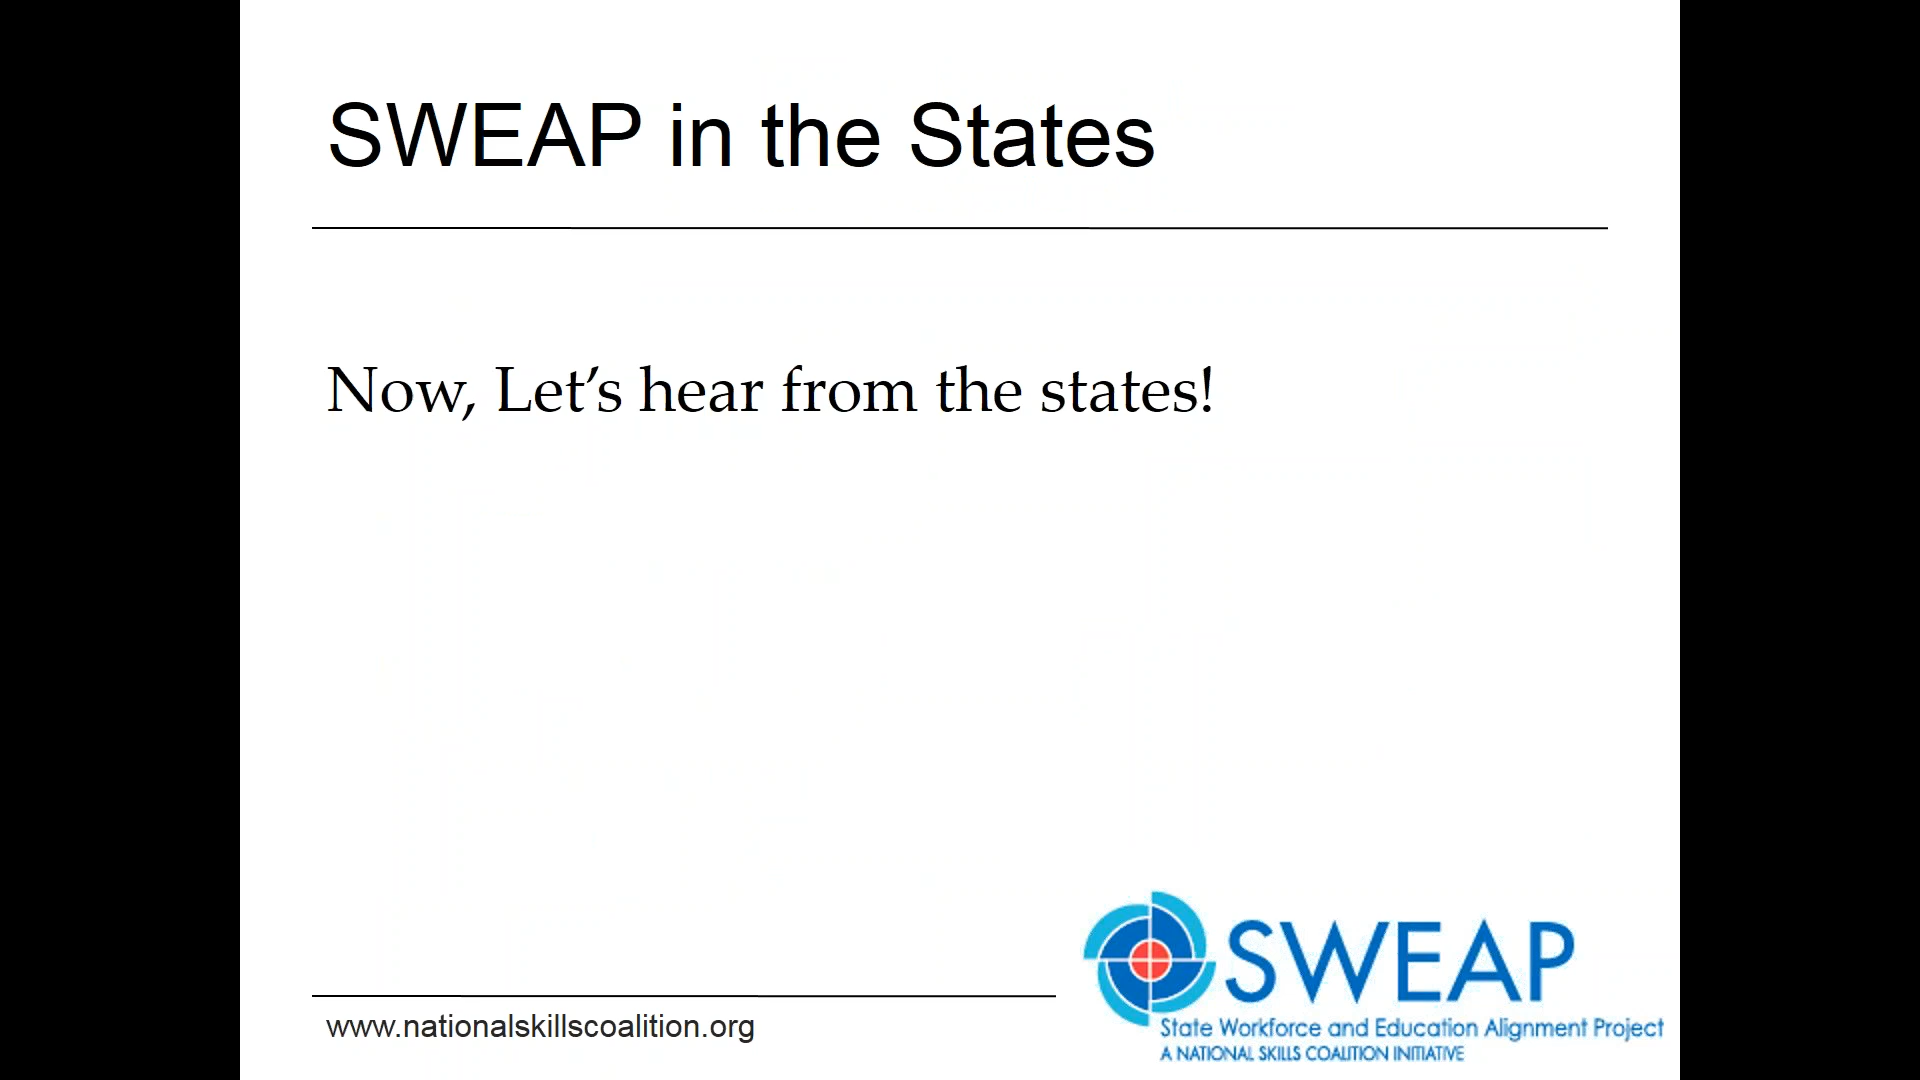 SWEAP in the States
Now, Let’s hear from the states!
www.nationalskillscoalition.org
SWEAP
State Workforce and Education Alignment Project
A NATIONAL SKILLS COALITION INITIATIVE